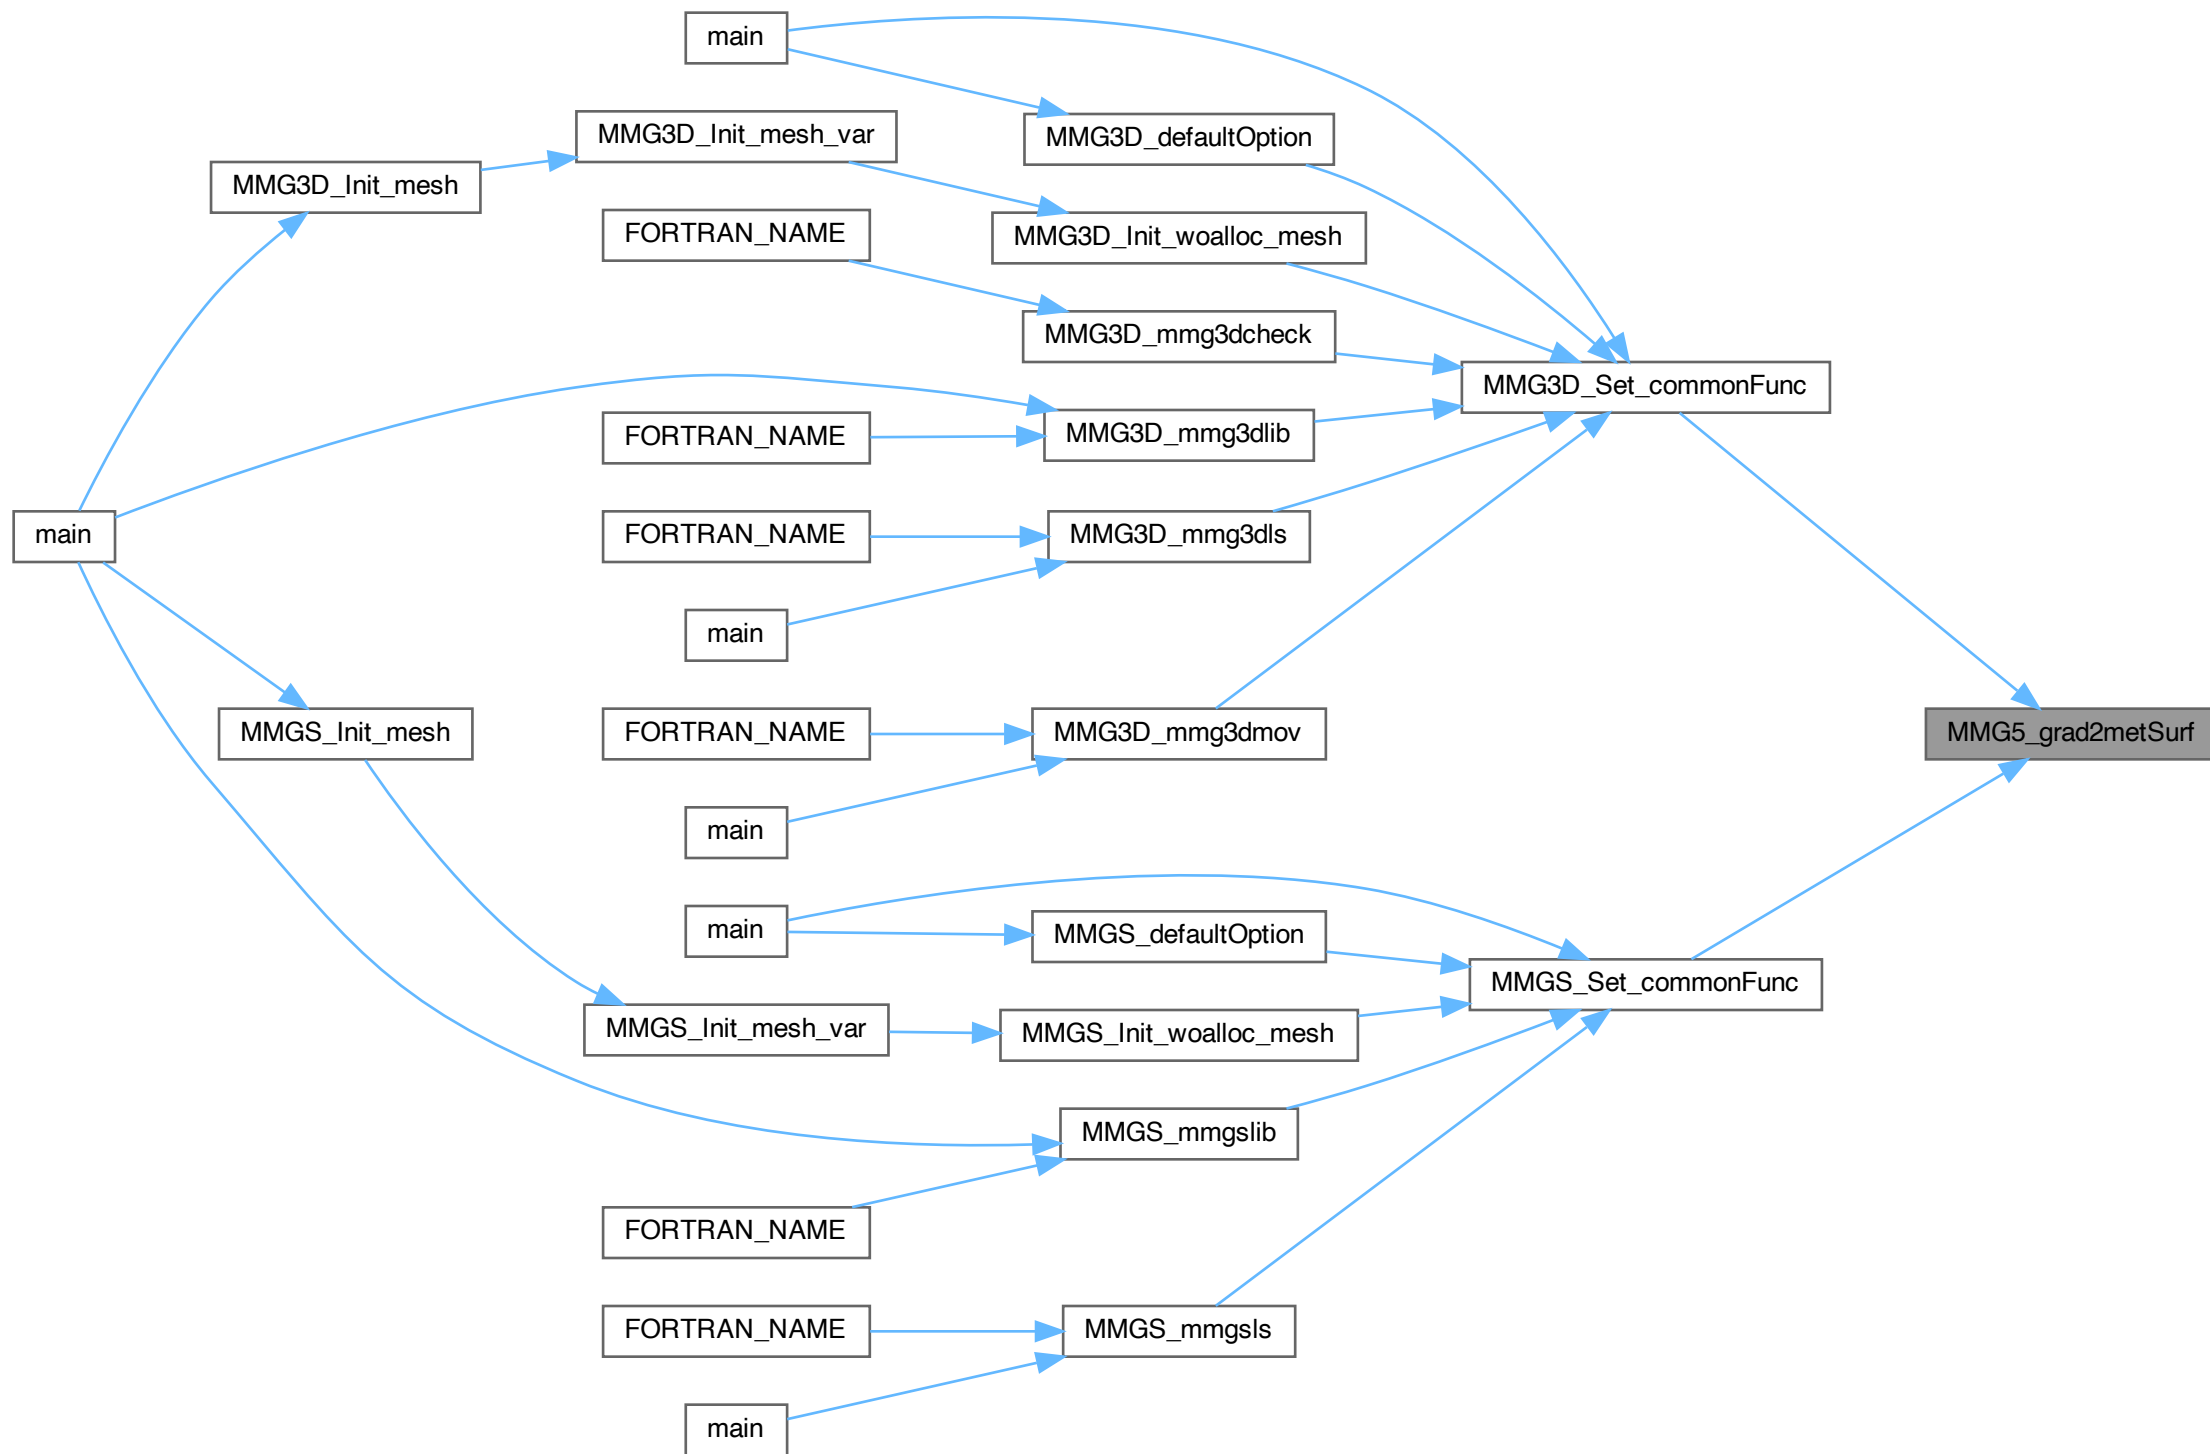 main
MMG3D_Init_mesh_var
MMG3D_defaultOption
MMG3D_Init_mesh
FORTRAN_NAME
MMG3D_Init_woalloc_mesh
MMG3D_mmg3dcheck
MMG3D_Set_commonFunc
FORTRAN_NAME
MMG3D_mmg3dlib
main
FORTRAN_NAME
MMG3D_mmg3dls
main
MMGS_Init_mesh
FORTRAN_NAME
MMG3D_mmg3dmov
MMG5_grad2metSurf
main
main
MMGS_defaultOption
MMGS_Set_commonFunc
MMGS_Init_mesh_var
MMGS_Init_woalloc_mesh
MMGS_mmgslib
FORTRAN_NAME
FORTRAN_NAME
MMGS_mmgsls
main